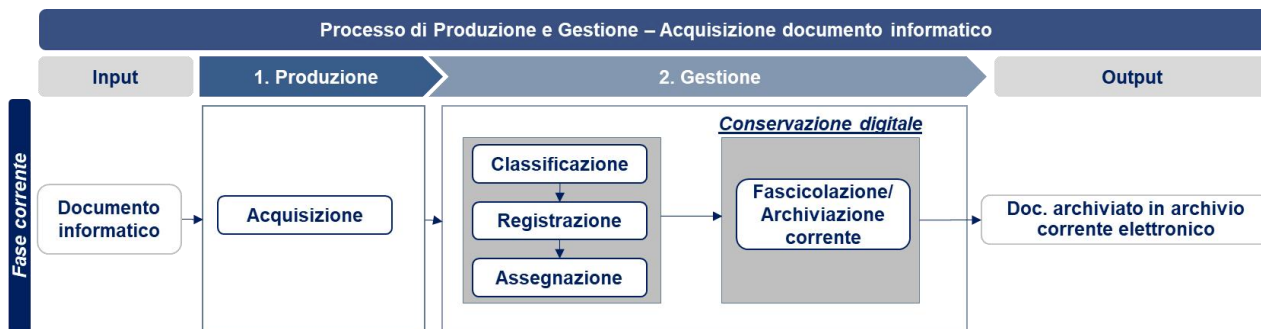 Processo di Produzione e Gestione – Acquisizione documento informatico
Input
1. Produzione
2. Gestione
Output
Fase corrente
Documento
informatico
Acquisizione
Classificazione
Registrazione
Assegnazione
Conservazione digitale
Fascicolazione/
Archiviazione
corrente
Doc. archiviato in archivio
corrente elettronico